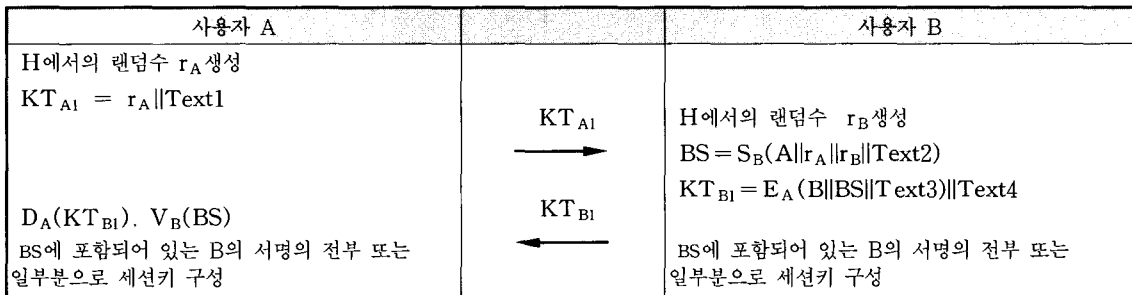 사용자 A
사용자 B
H에서의 랜덤수 r_A생성
KT_A1 = r_A||Text1
KT_A1
H에서의 랜덤수 r_B생성
BS=S_B(A||r_A||r_B||Text2)
KT_B1=E_A(B||BS||Text3)||Text4
KT_B1
D_A(KT_B1). V_B(BS)
BS에 포함되어 있는 B의 서명의 전부 또는
일부분으로 세션키 구성
BS에 포함되어 있는 B의 서명의 전부 또는
일부분으로 세션키 구성